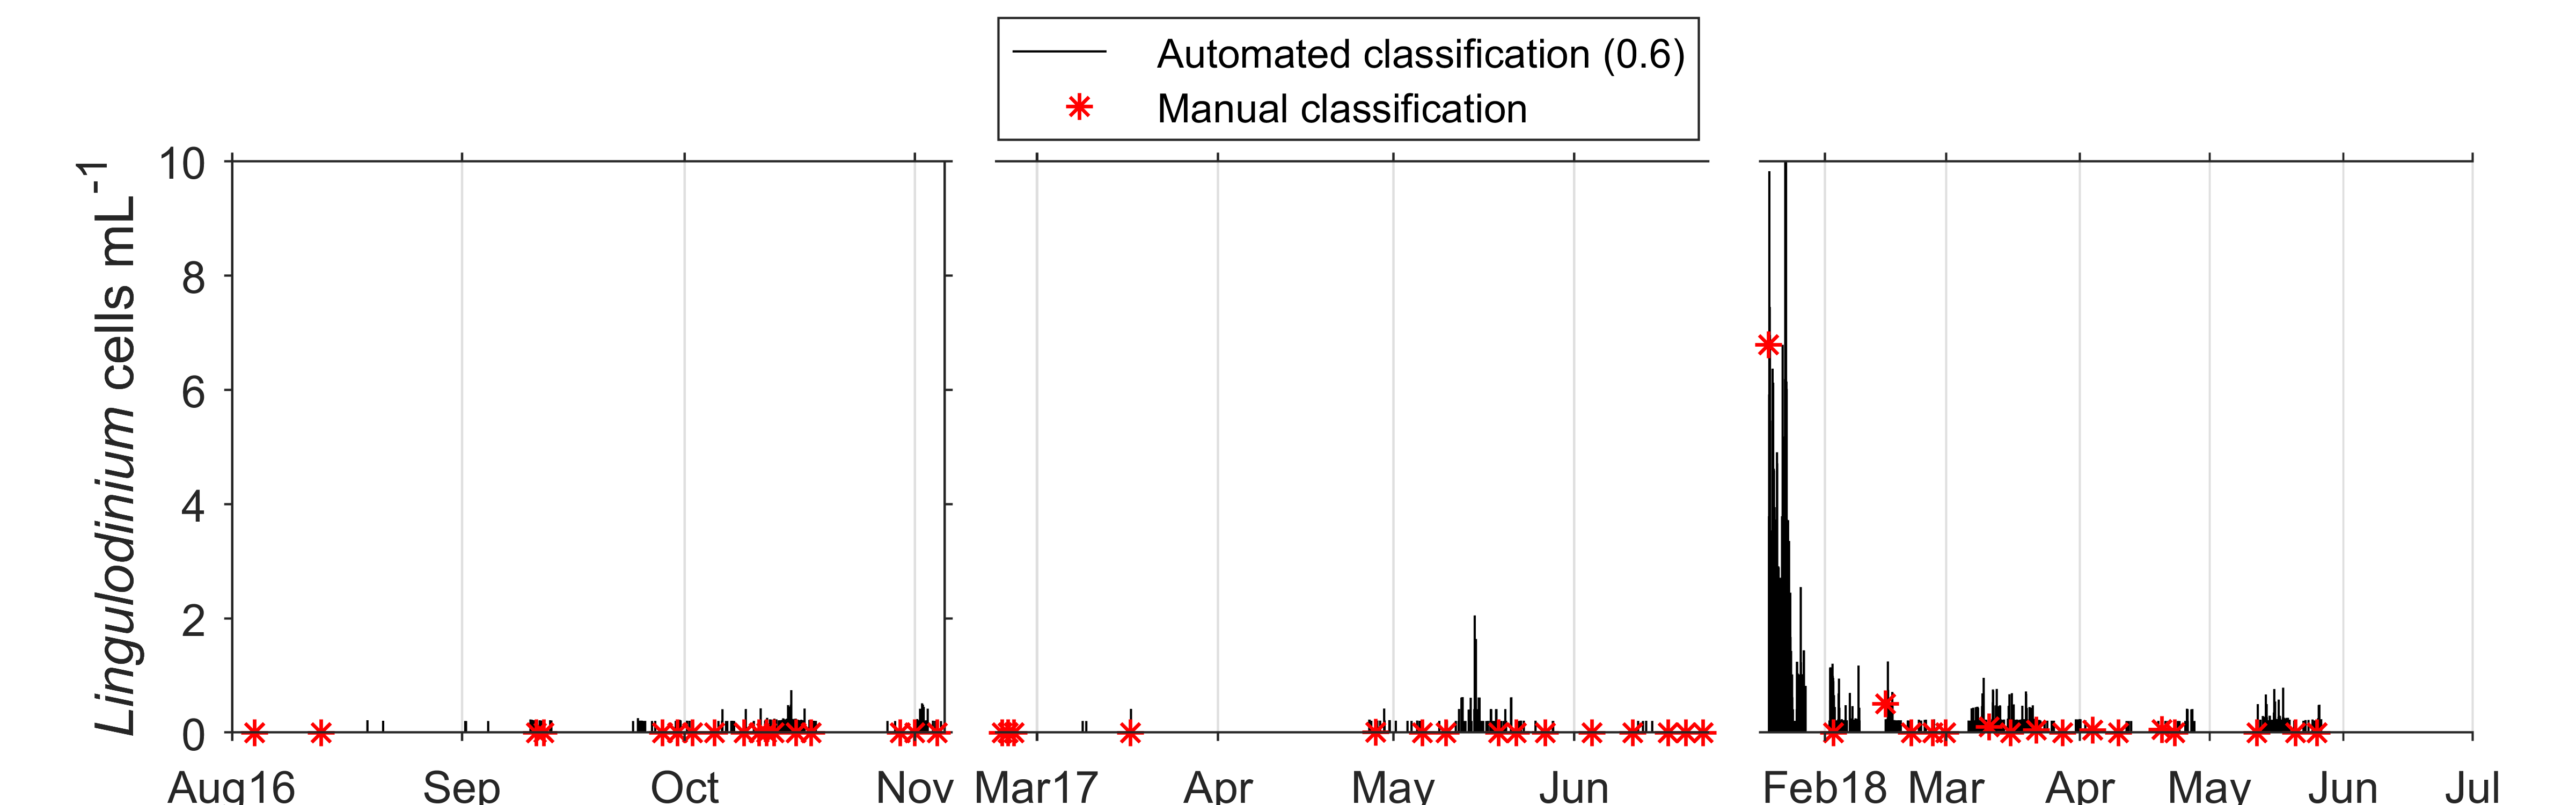 Automated classification (0.6)
Manual classification
Lingulodinium cells mL-1
10
8
6
4
2
0
Aug16 Sep Oct Nov Mar17 Apr May Jun Feb18 Mar Apr May Jun Jul